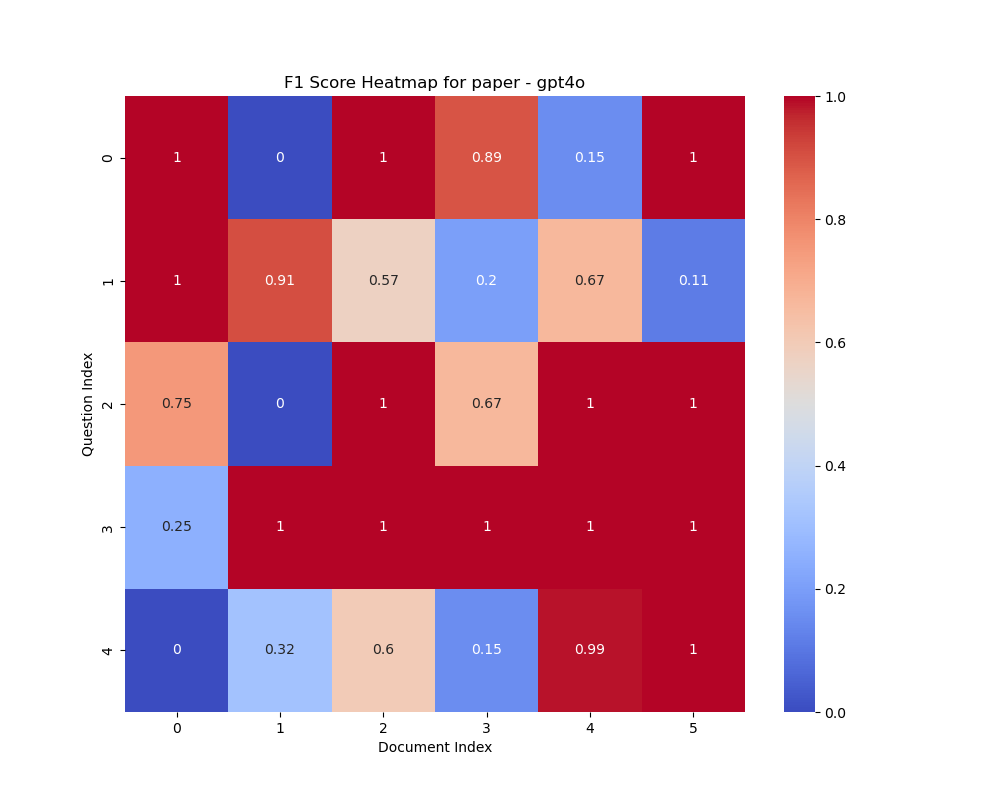 F1 Score Heatmap for paper - gpt4o
1 0 1 0.89 0.15 1
1 0.91 0.57 0.2 0.67 0.11
0.75 0 1 0.67 1 1
0.25 1 1 1 1 1
0 0.32 0.6 0.15 0.99 1
0
1
2
3
4
Question Index
0 1 2 3 4 5
Document Index
1.0
0.8
0.6
0.4
0.2
0.0